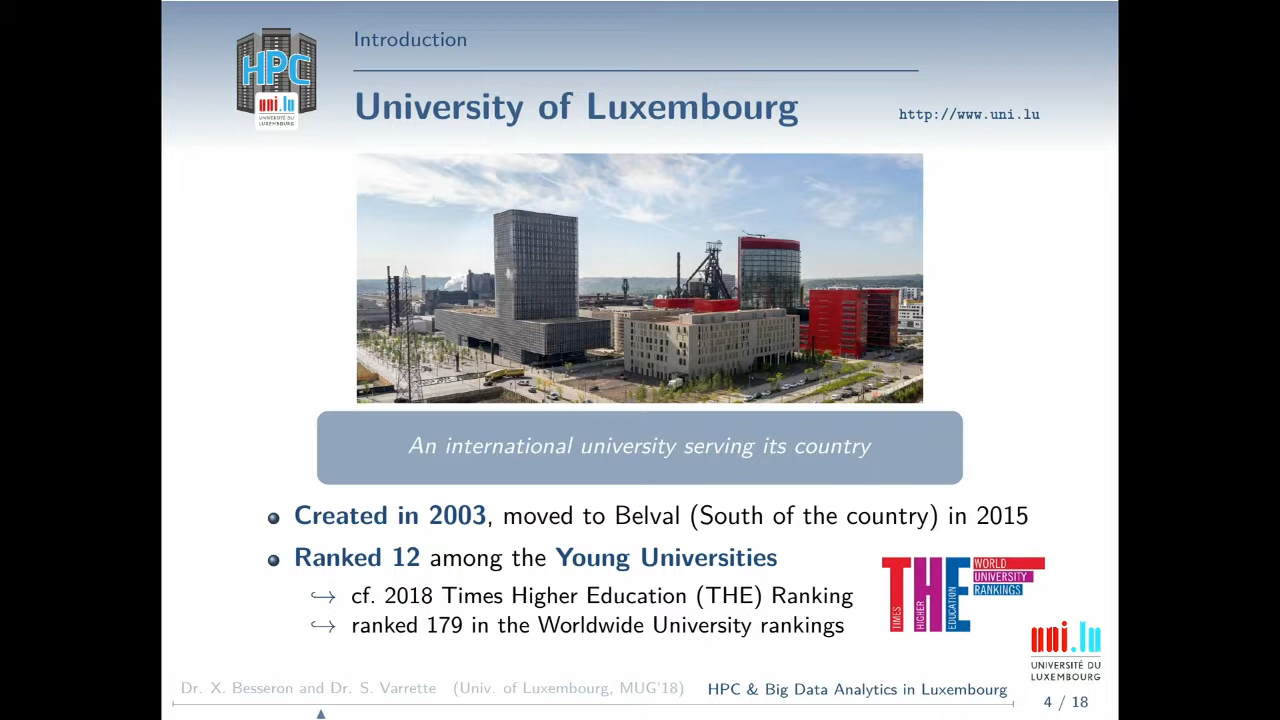 Introduction
HPC
uni.lu
UNIVERSITÉ DU
LUXEMBOURG
University of Luxembourg
http://www.uni.lu
An international university serving its country
Created in 2003, moved to Belval (South of the country) in 2015
Ranked 12 among the Young Universities
↪ cf. 2018 Times Higher Education (THE) Ranking
↪ ranked 179 in the Worldwide University rankings
THE
TIMES
HIGHER
EDUCATION
WORLD
UNIVERSITY
RANKINGS
uni.lu
UNIVERSITÉ DU
LUXEMBOURG
Dr. X. Besseron and Dr. S. Varrette (Univ. of Luxembourg, MUG'18)
HPC & Big Data Analytics in Luxembourg
4 / 18